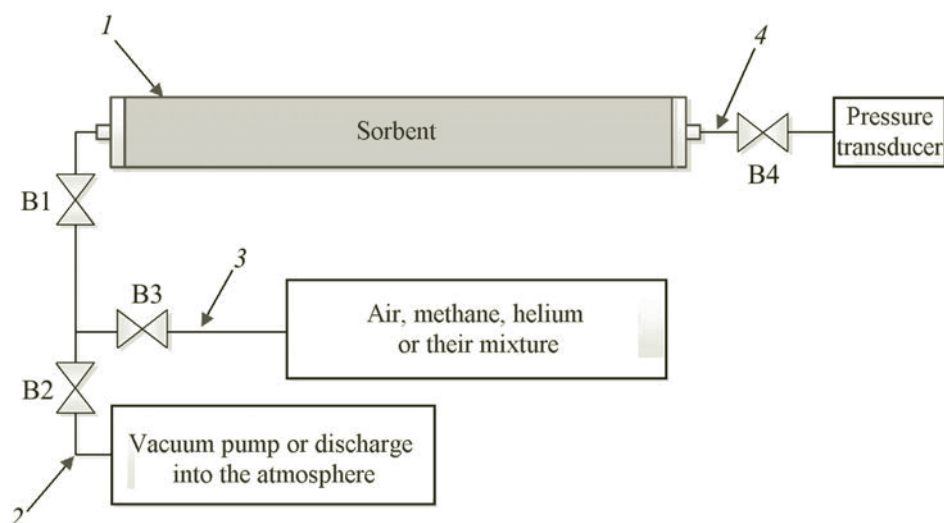 1
Sorbent
4
Pressure
transducer
B4
B1
3
B3
Air, methane, helium
or their mixture
B2
Vacuum pump or discharge
into the atmosphere
2